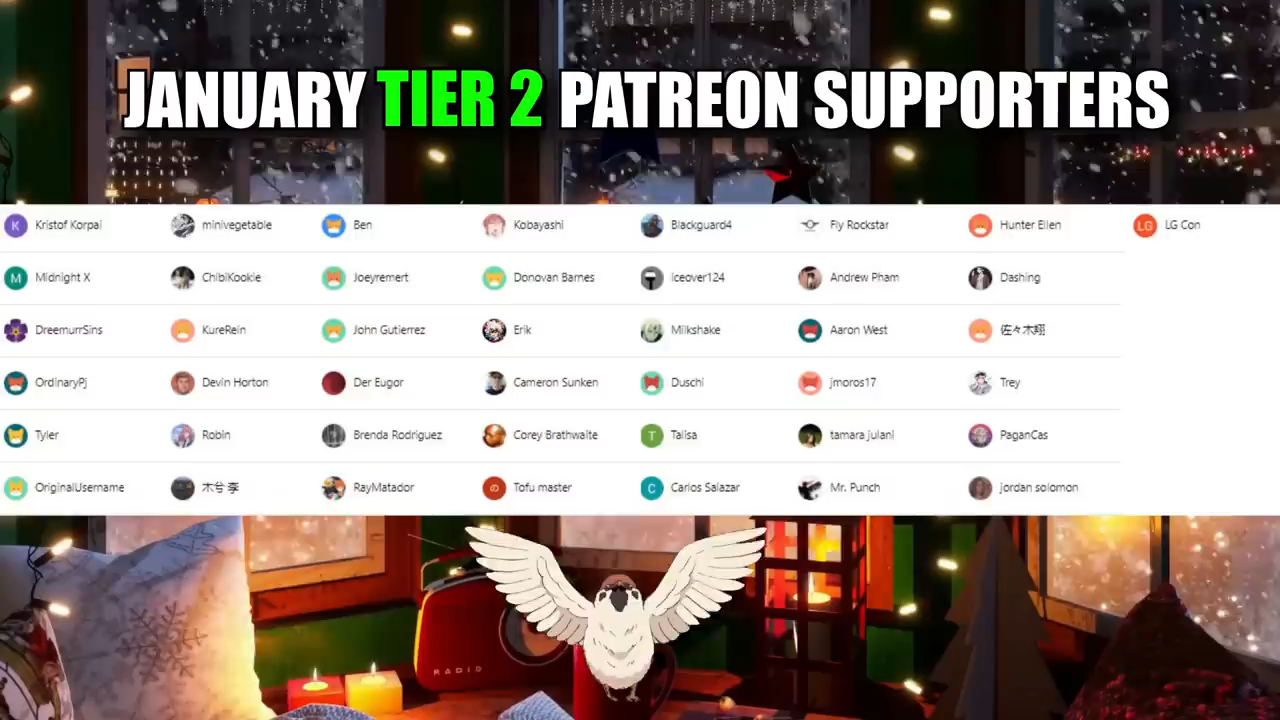 JANUARY TIER 2 PATREON SUPPORTERS
K Kristof Korpai minivegetable Ben Kobayashi Blackguard4 Fly Rockstar Hunter Ellen LG LG Con
M Midnight X ChibiKookie Joeyremert Donovan Barnes iceover124 Andrew Pham Dashing
DreemurrSins KureRein John Gutierrez Erik Milkshake Aaron West 佐々木翔
OrdinaryPj Devin Horton Der Eugor Cameron Sunken Duschi jmoros17 Trey
Tyler Robin Brenda Rodriguez Corey Brathwaite T Talisa tamara julani PaganCas
OriginalUsername 木兮 李 RayMatador の Tofu master C Carlos Salazar Mr. Punch jordan solomon
RADIO